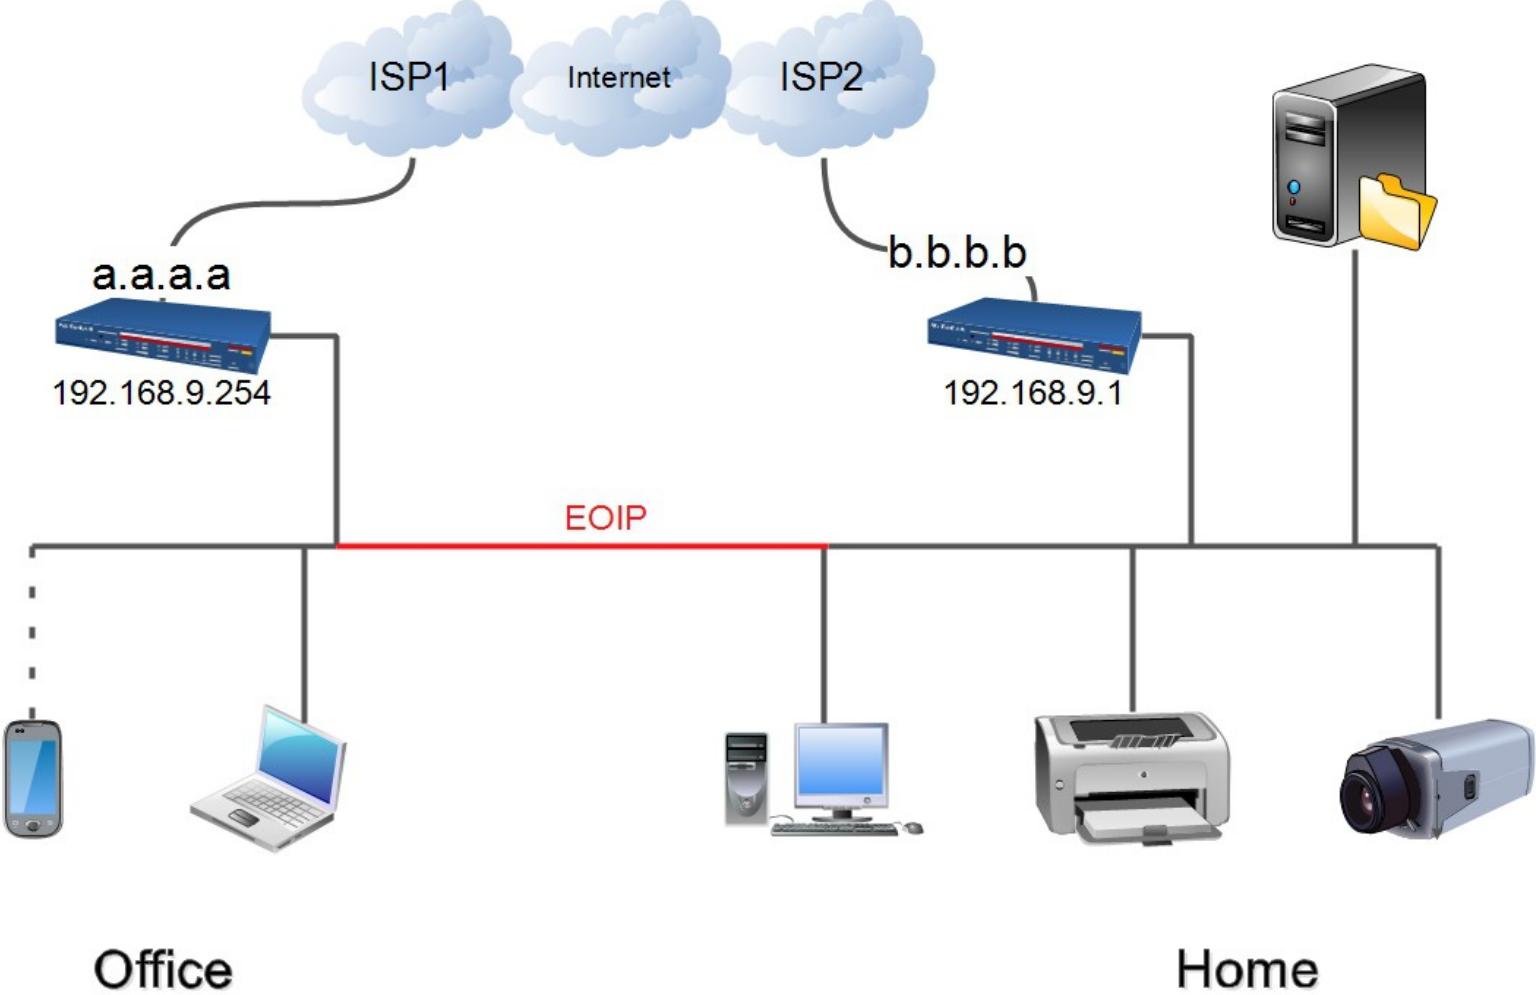 ISP1
Internet
ISP2
a.a.a.a
b.b.b.b
192.168.9.254
192.168.9.1
EOIP
Office
Home